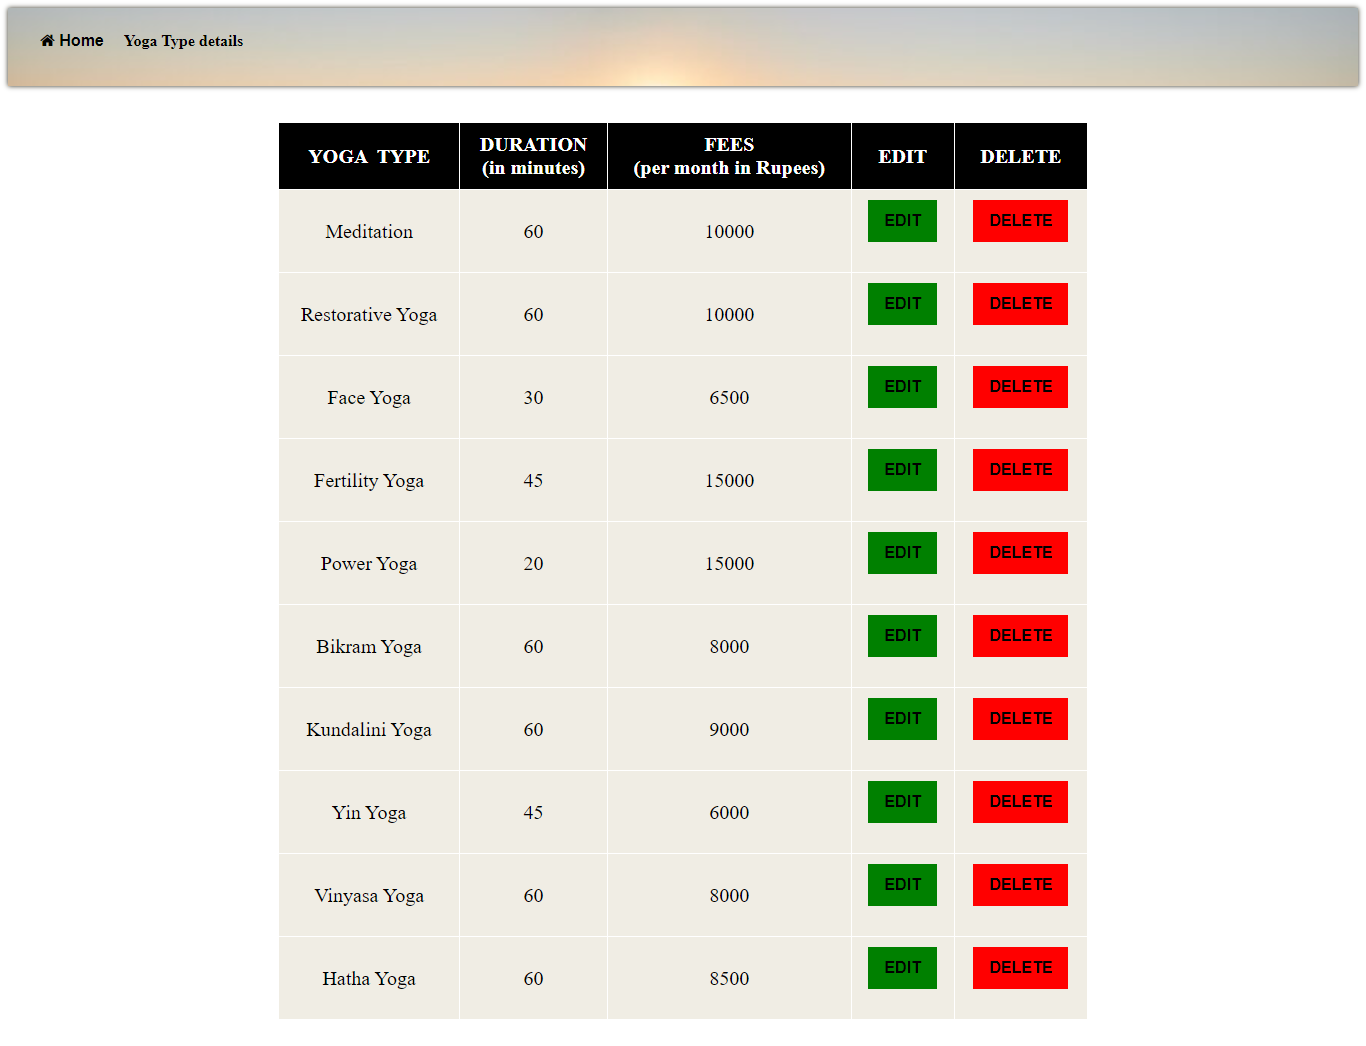 Home Yoga Type details
YOGA TYPE DURATION (in minutes) FEES (per month in Rupees) EDIT DELETE
Meditation 60 10000 EDIT DELETE
Restorative Yoga 60 10000 EDIT DELETE
Face Yoga 30 6500 EDIT DELETE
Fertility Yoga 45 15000 EDIT DELETE
Power Yoga 20 15000 EDIT DELETE
Bikram Yoga 60 8000 EDIT DELETE
Kundalini Yoga 60 9000 EDIT DELETE
Yin Yoga 45 6000 EDIT DELETE
Vinyasa Yoga 60 8000 EDIT DELETE
Hatha Yoga 60 8500 EDIT DELETE